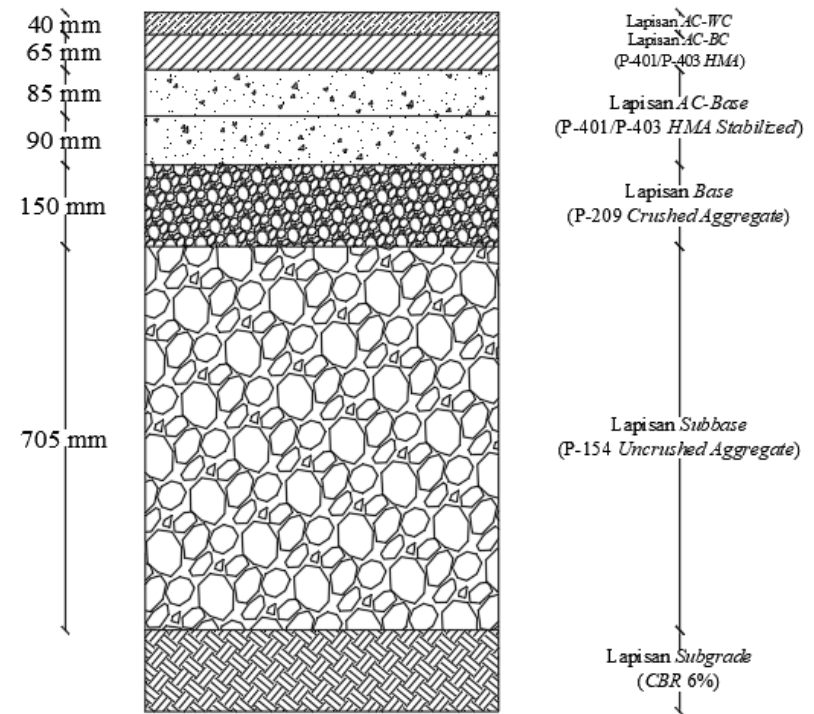 40 mm
65 mm
85 mm
90 mm
150 mm
705 mm
Lapisan AC-WC
Lapisan AC-BC
(P-401/P-403 HMA)
Lapisan AC-Base
(P-401/P-403 HMA Stabilized)
Lapisan Base
(P-209 Crushed Aggregate)
Lapisan Subbase
(P-154 Uncrushed Aggregate)
Lapisan Subgrade
(CBR 6%)